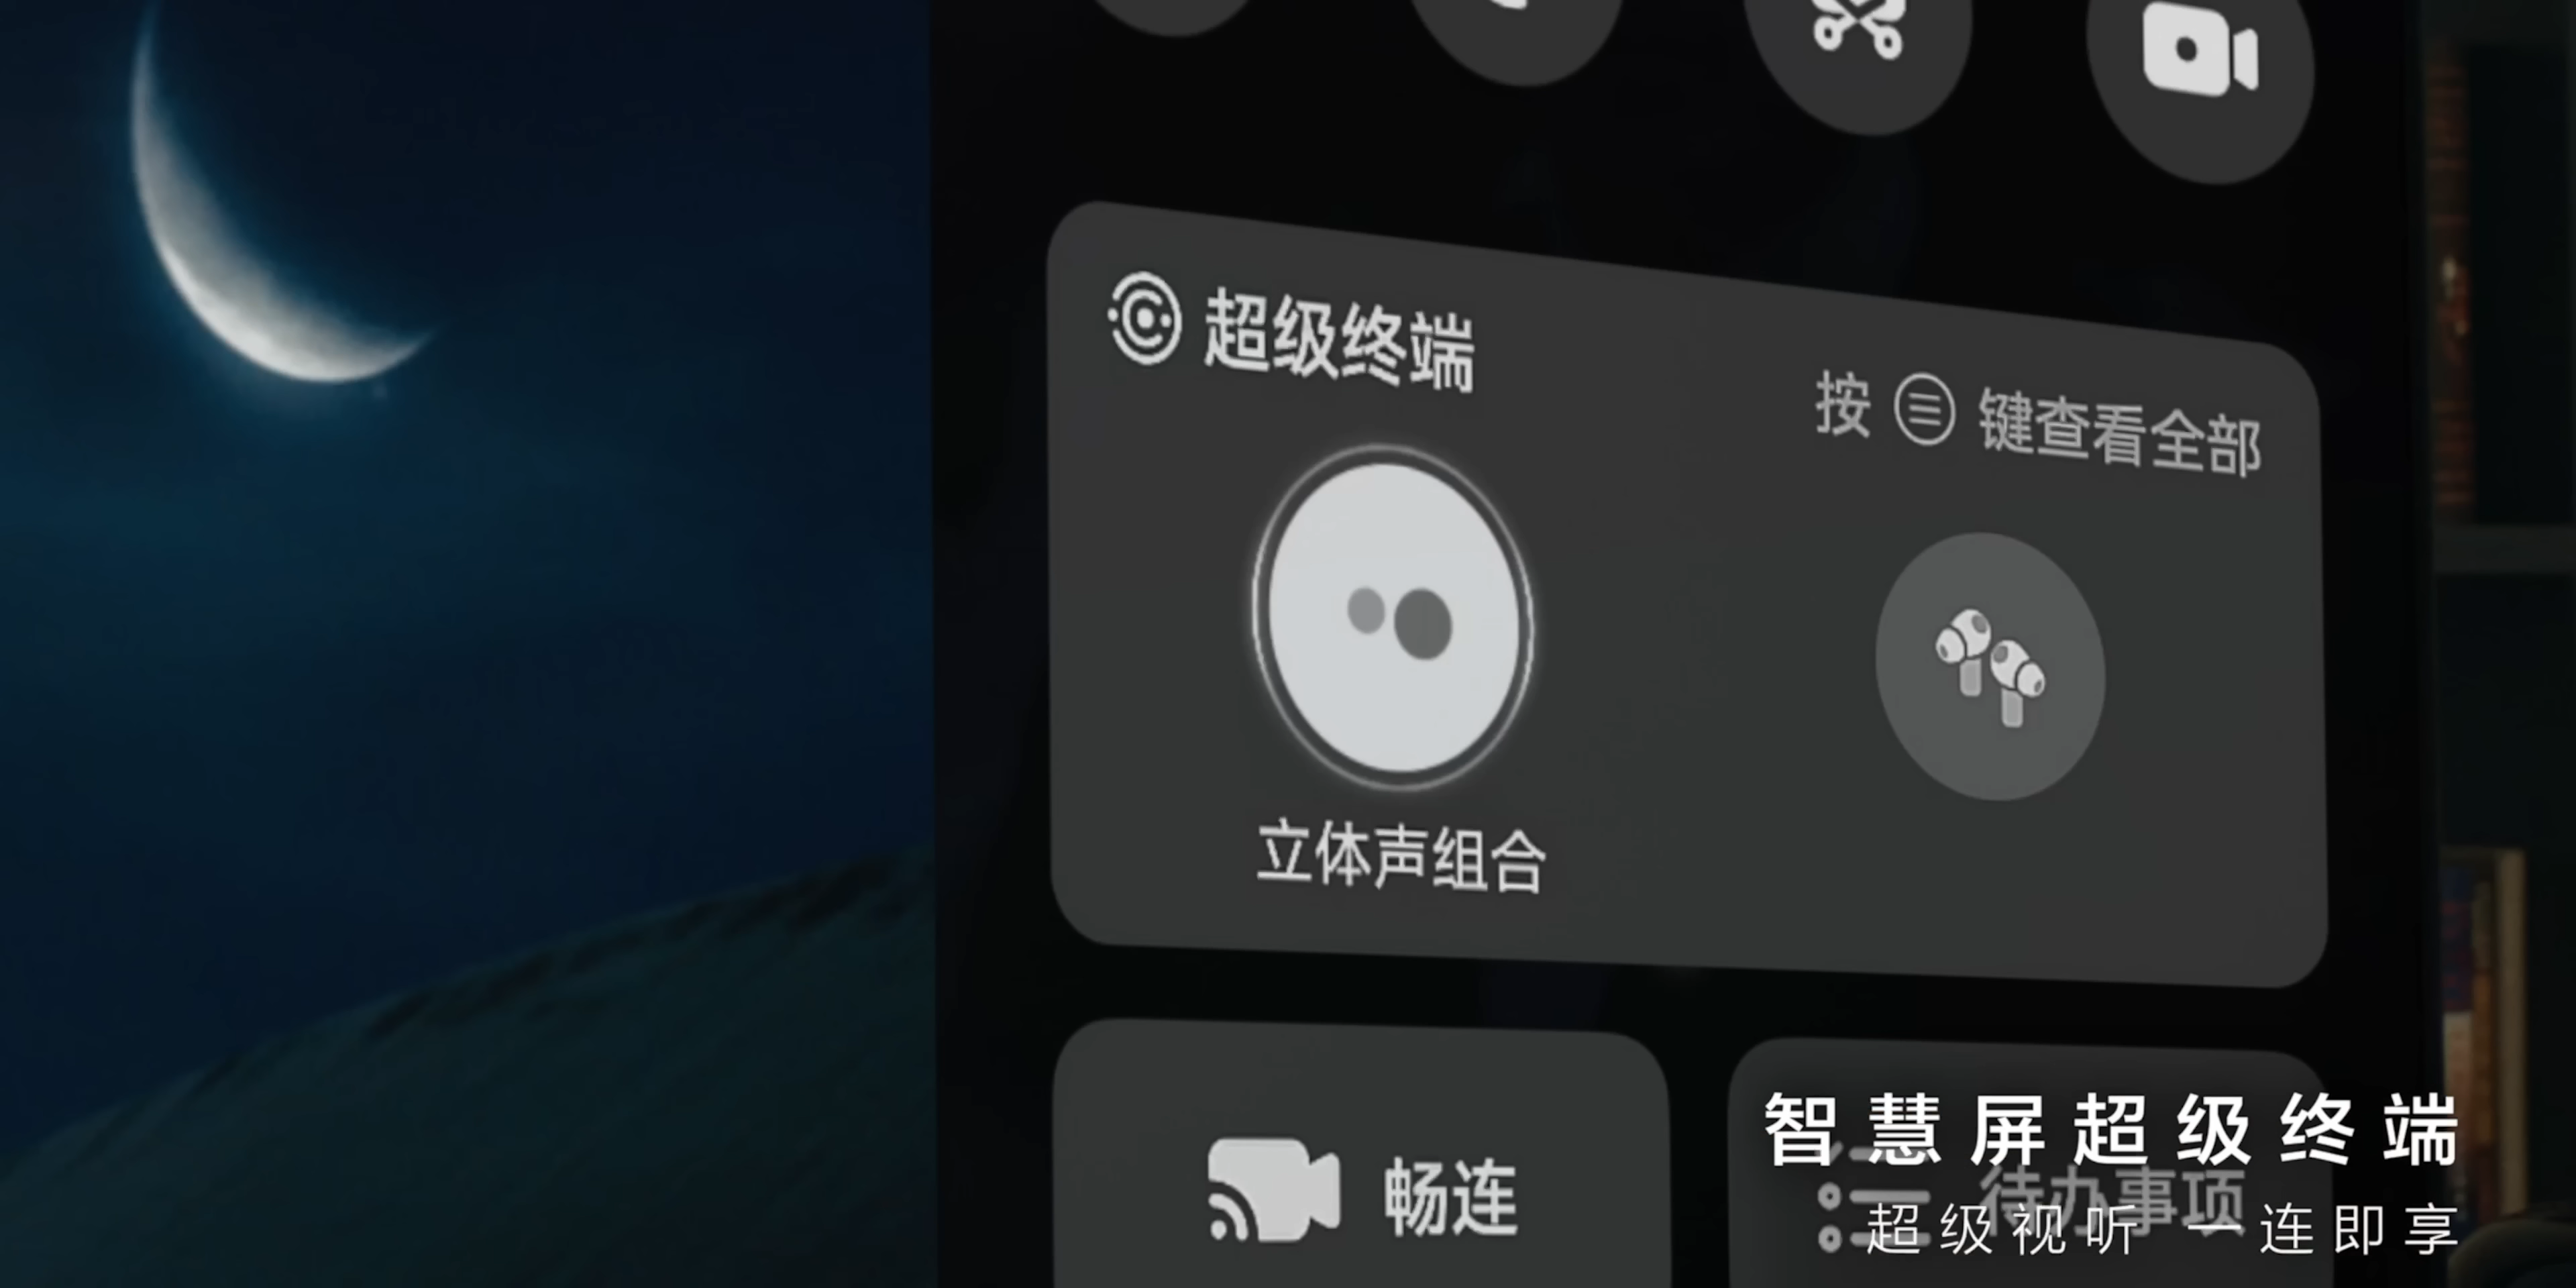 超级终端
按 键查看全部
立体声组合
畅连
待办事项
智慧屏超级终端
超级视听 一连即享